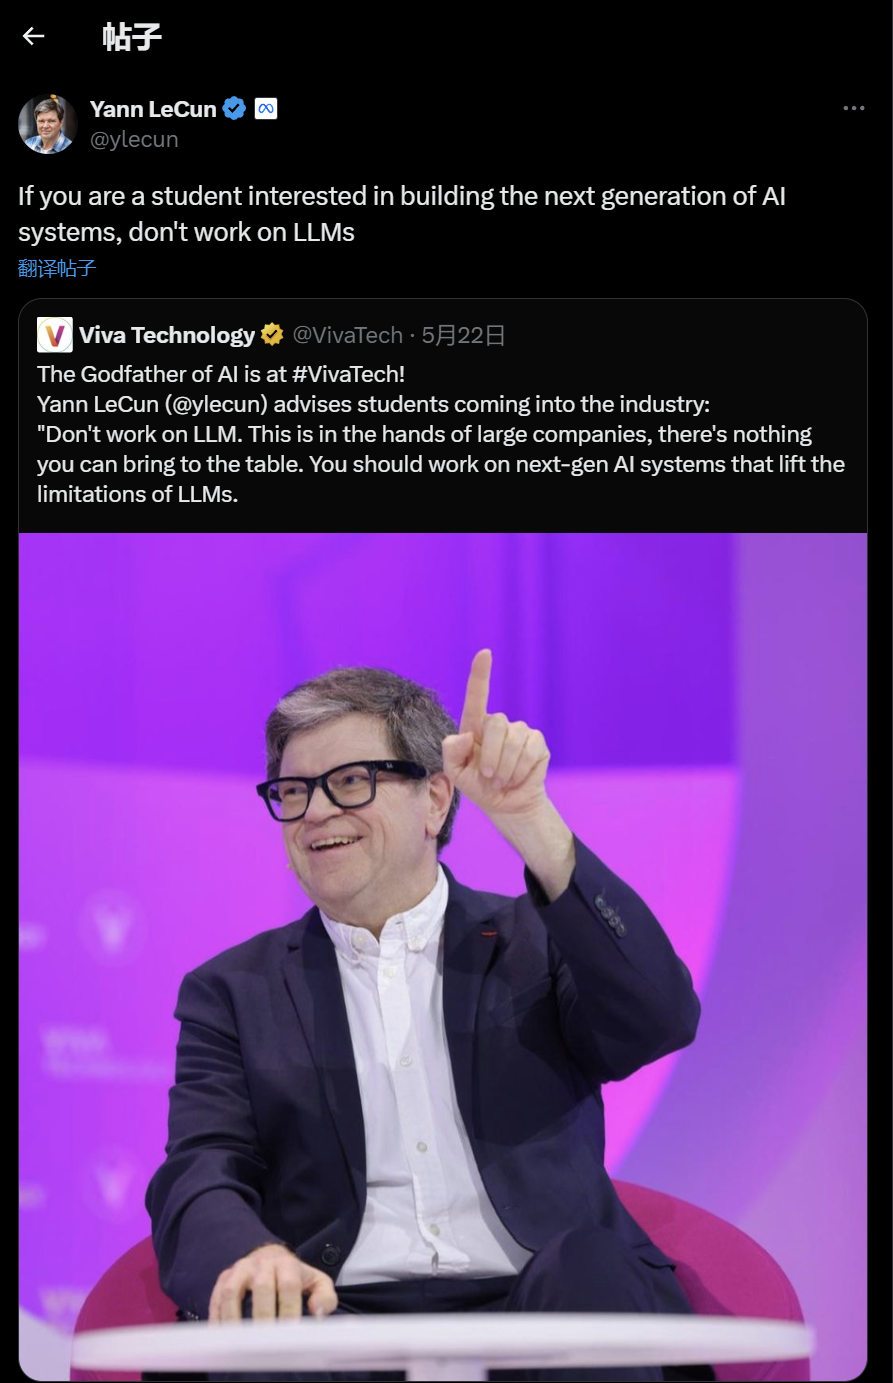 帖子
Yann LeCun
@ylecun
If you are a student interested in building the next generation of AI
systems, don't work on LLMs
翻译帖子
Viva Technology @VivaTech · 5月22日
The Godfather of AI is at #VivaTech!
Yann LeCun (@ylecun) advises students coming into the industry:
"Don't work on LLM. This is in the hands of large companies, there's nothing
you can bring to the table. You should work on next-gen AI systems that lift the
limitations of LLMs.